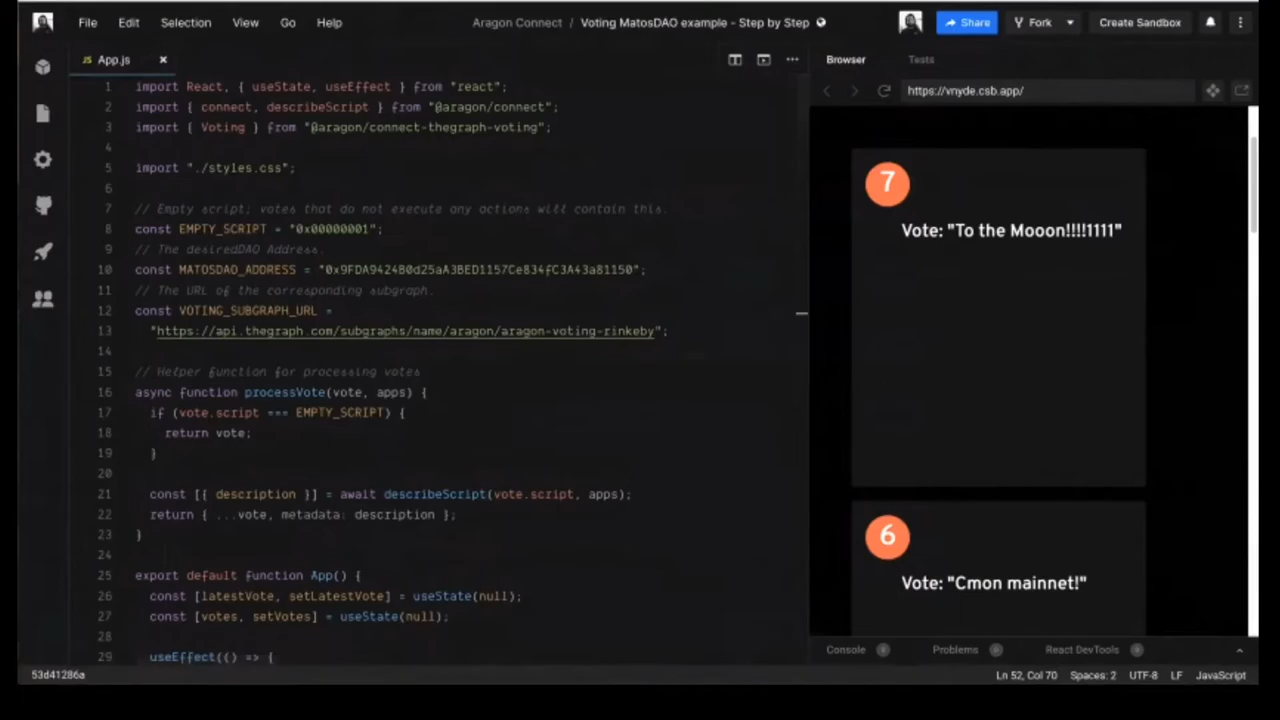 File Edit Selection View Go Help Aragon Connect / Voting MatosDAO example - Step by Step Share Fork Create Sandbox
JS App.js
1 import React, { useState, useEffect } from "react";
2 import { connect, describeScript } from "@aragon/connect";
3 import { Voting } from "@aragon/connect-thegraph-voting";
4
5 import "./styles.css";
6
7 // Empty script; votes that do not execute any actions will contain this.
8 const EMPTY_SCRIPT = "0x00000001";
9 // The desiredDAO Address.
10 const MATOSDAO_ADDRESS = "0x9FDA9424B0d25aA3BED1157Ce834fC3A43a81150";
11 // The URL of the corresponding subgraph.
12 const VOTING_SUBGRAPH_URL =
13 "https://api.thegraph.com/subgraphs/name/aragon/aragon-voting-rinkeby";
14
15 // Helper function for processing votes
16 async function processVote(vote, apps) {
17 if (vote.script === EMPTY_SCRIPT) {
18 return vote;
19 }
20
21 const [{ description }] = await describeScript(vote.script, apps);
22 return { ...vote, metadata: description };
23 }
24
25 export default function App() {
26 const [latestVote, setLatestVote] = useState(null);
27 const [votes, setVotes] = useState(null);
28
29 useEffect(() => {
Browser Tests
https://vnyde.csb.app/
7
Vote: "To the Mooon!!!!1111"
6
Vote: "Cmon mainnet!"
Console Problems React DevTools
53d41286a Ln 52, Col 70 Spaces: 2 UTF-8 LF JavaScript